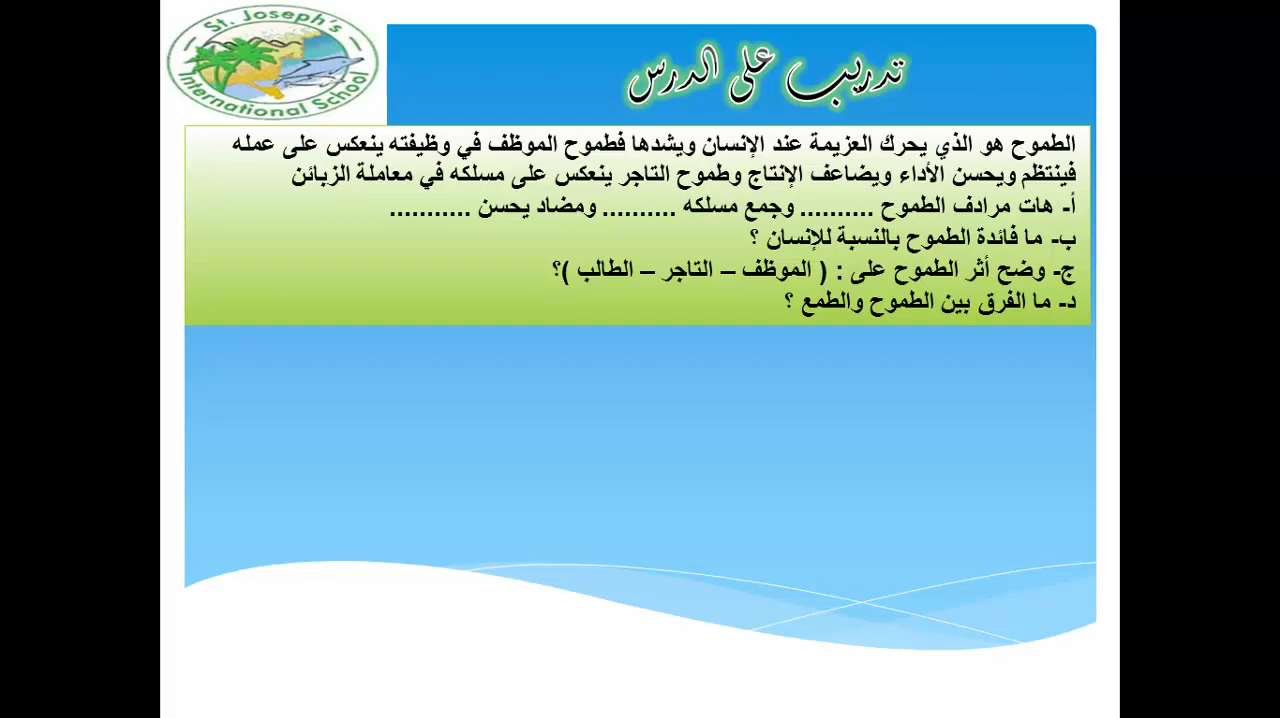 St. Joseph's
International School
تدريب على الدرس
الطموح هو الذي يحرك العزيمة عند الإنسان ويشدها فطموح الموظف في وظيفته ينعكس على عمله
فينتظم ويحسن الأداء ويضاعف الإنتاج وطموح التاجر ينعكس على مسلكه في معاملة الزبائن
أ- هات مرادف الطموح .......... وجمع مسلكه .......... ومضاد يحسن ...........
ب- ما فائدة الطموح بالنسبة للإنسان ؟
ج- وضح أثر الطموح على : ( الموظف – التاجر – الطالب )؟
د- ما الفرق بين الطموح والطمع ؟